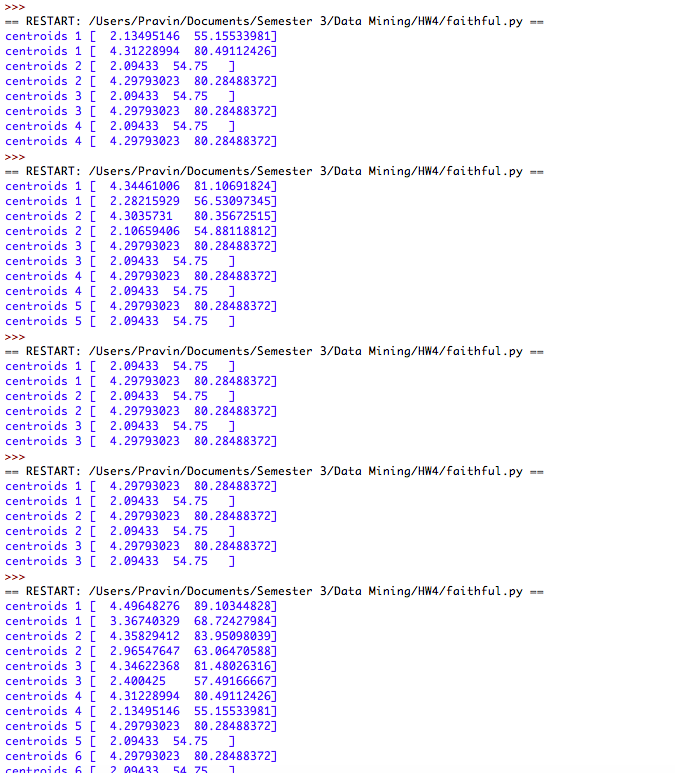 >>>
== RESTART: /Users/Pravin/Documents/Semester 3/Data Mining/HW4/faithful.py ==
centroids 1 [  2.13495146  55.15533981]
centroids 1 [  4.31228994  80.49112426]
centroids 2 [  2.09433  54.75   ]
centroids 2 [  4.29793023  80.28488372]
centroids 3 [  2.09433  54.75   ]
centroids 3 [  4.29793023  80.28488372]
centroids 4 [  2.09433  54.75   ]
centroids 4 [  4.29793023  80.28488372]
>>>
== RESTART: /Users/Pravin/Documents/Semester 3/Data Mining/HW4/faithful.py ==
centroids 1 [  4.34461006  81.10691824]
centroids 1 [  2.28215929  56.53097345]
centroids 2 [  4.3035731   80.35672515]
centroids 2 [  2.10659406  54.88118812]
centroids 3 [  4.29793023  80.28488372]
centroids 3 [  2.09433  54.75   ]
centroids 4 [  4.29793023  80.28488372]
centroids 4 [  2.09433  54.75   ]
centroids 5 [  4.29793023  80.28488372]
centroids 5 [  2.09433  54.75   ]
>>>
== RESTART: /Users/Pravin/Documents/Semester 3/Data Mining/HW4/faithful.py ==
centroids 1 [  2.09433  54.75   ]
centroids 1 [  4.29793023  80.28488372]
centroids 2 [  2.09433  54.75   ]
centroids 2 [  4.29793023  80.28488372]
centroids 3 [  2.09433  54.75   ]
centroids 3 [  4.29793023  80.28488372]
>>>
== RESTART: /Users/Pravin/Documents/Semester 3/Data Mining/HW4/faithful.py ==
centroids 1 [  4.29793023  80.28488372]
centroids 1 [  2.09433  54.75   ]
centroids 2 [  4.29793023  80.28488372]
centroids 2 [  2.09433  54.75   ]
centroids 3 [  4.29793023  80.28488372]
centroids 3 [  2.09433  54.75   ]
>>>
== RESTART: /Users/Pravin/Documents/Semester 3/Data Mining/HW4/faithful.py ==
centroids 1 [  4.49648276  89.10344828]
centroids 1 [  3.36740329  68.72427984]
centroids 2 [  4.35829412  83.95098039]
centroids 2 [  2.96547647  63.06470588]
centroids 3 [  4.34622368  81.48026316]
centroids 3 [  2.400425    57.49166667]
centroids 4 [  4.31228994  80.49112426]
centroids 4 [  2.13495146  55.15533981]
centroids 5 [  4.29793023  80.28488372]
centroids 5 [  2.09433  54.75   ]
centroids 6 [  4.29793023  80.28488372]
centroids 6 [  2.09433  54.75   ]